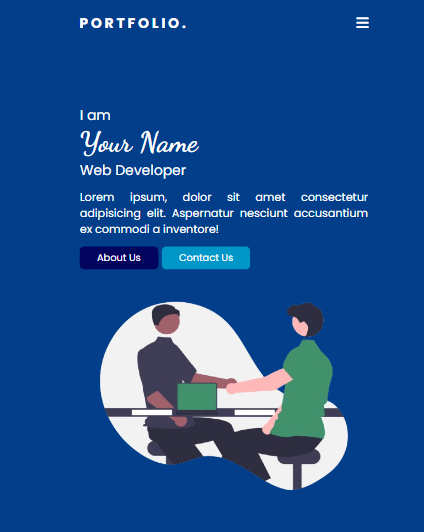 PORTFOLIO.
I am
Your Name
Web Developer
Lorem ipsum, dolor sit amet consectetur
adipisicing elit. Aspernatur nesciunt accusantium
ex commodi a inventore!
About Us Contact Us